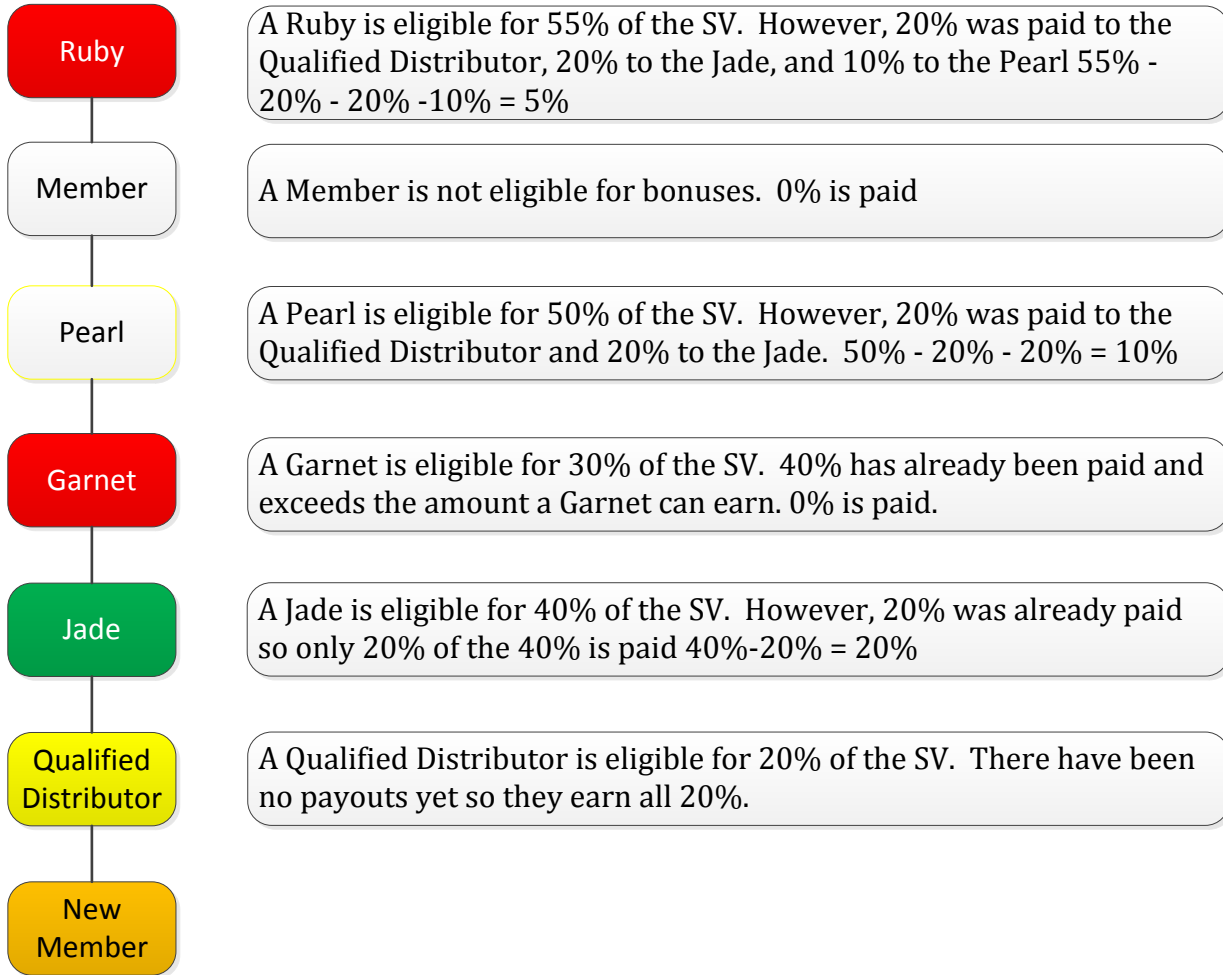 Ruby
A Ruby is eligible for 55% of the SV.  However, 20% was paid to the
Qualified Distributor, 20% to the Jade, and 10% to the Pearl 55% -
20% - 20% -10% = 5%
Member
A Member is not eligible for bonuses.  0% is paid
Pearl
A Pearl is eligible for 50% of the SV.  However, 20% was paid to the
Qualified Distributor and 20% to the Jade.  50% - 20% - 20% = 10%
Garnet
A Garnet is eligible for 30% of the SV.  40% has already been paid and
exceeds the amount a Garnet can earn. 0% is paid.
Jade
A Jade is eligible for 40% of the SV.  However, 20% was already paid
so only 20% of the 40% is paid 40%-20% = 20%
Qualified
Distributor
A Qualified Distributor is eligible for 20% of the SV.  There have been
no payouts yet so they earn all 20%.
New
Member